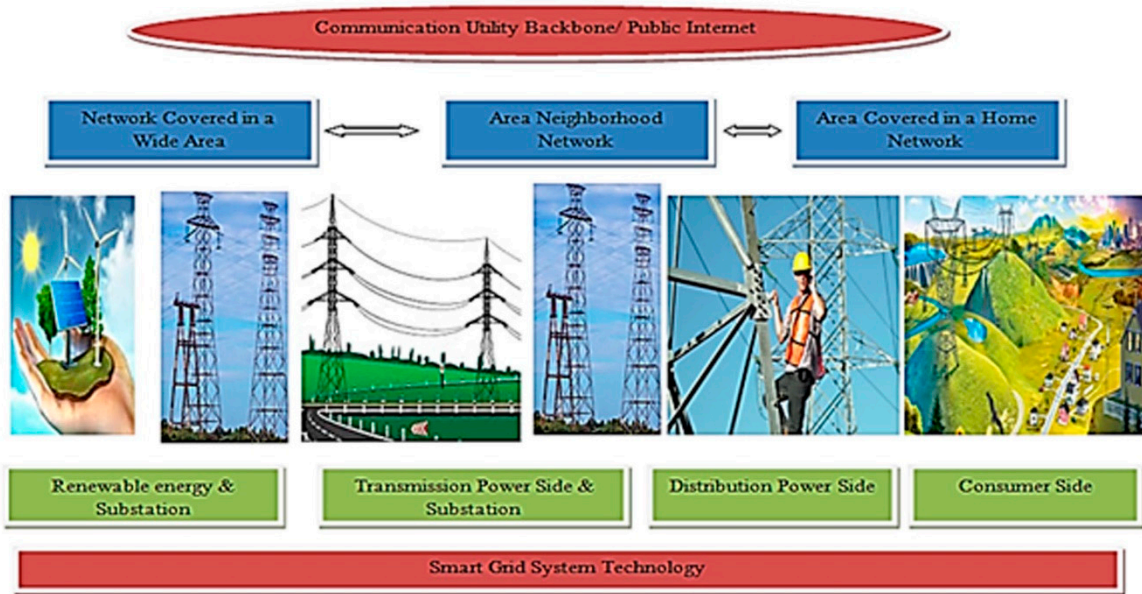 Communication Utility Backbone/ Public Internet
Network Covered in a
Wide Area
Area Neighborhood
Network
Area Covered in a Home
Network
Renewable energy &
Substation
Transmission Power Side &
Substation
Distribution Power Side
Consumer Side
Smart Grid System Technology